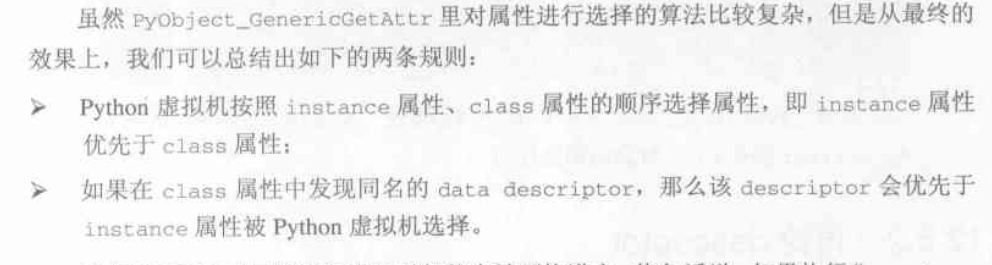 虽然 PyObject_GenericGetAttr 里对属性进行选择的算法比较复杂，但是从最终的
效果上，我们可以总结出如下的两条规则：
➢ Python 虚拟机按照 instance 属性、class 属性的顺序选择属性，即 instance 属性
优先于 class 属性；
➢ 如果在 class 属性中发现同名的 data descriptor，那么该 descriptor 会优先于
instance 属性被 Python 虚拟机选择。